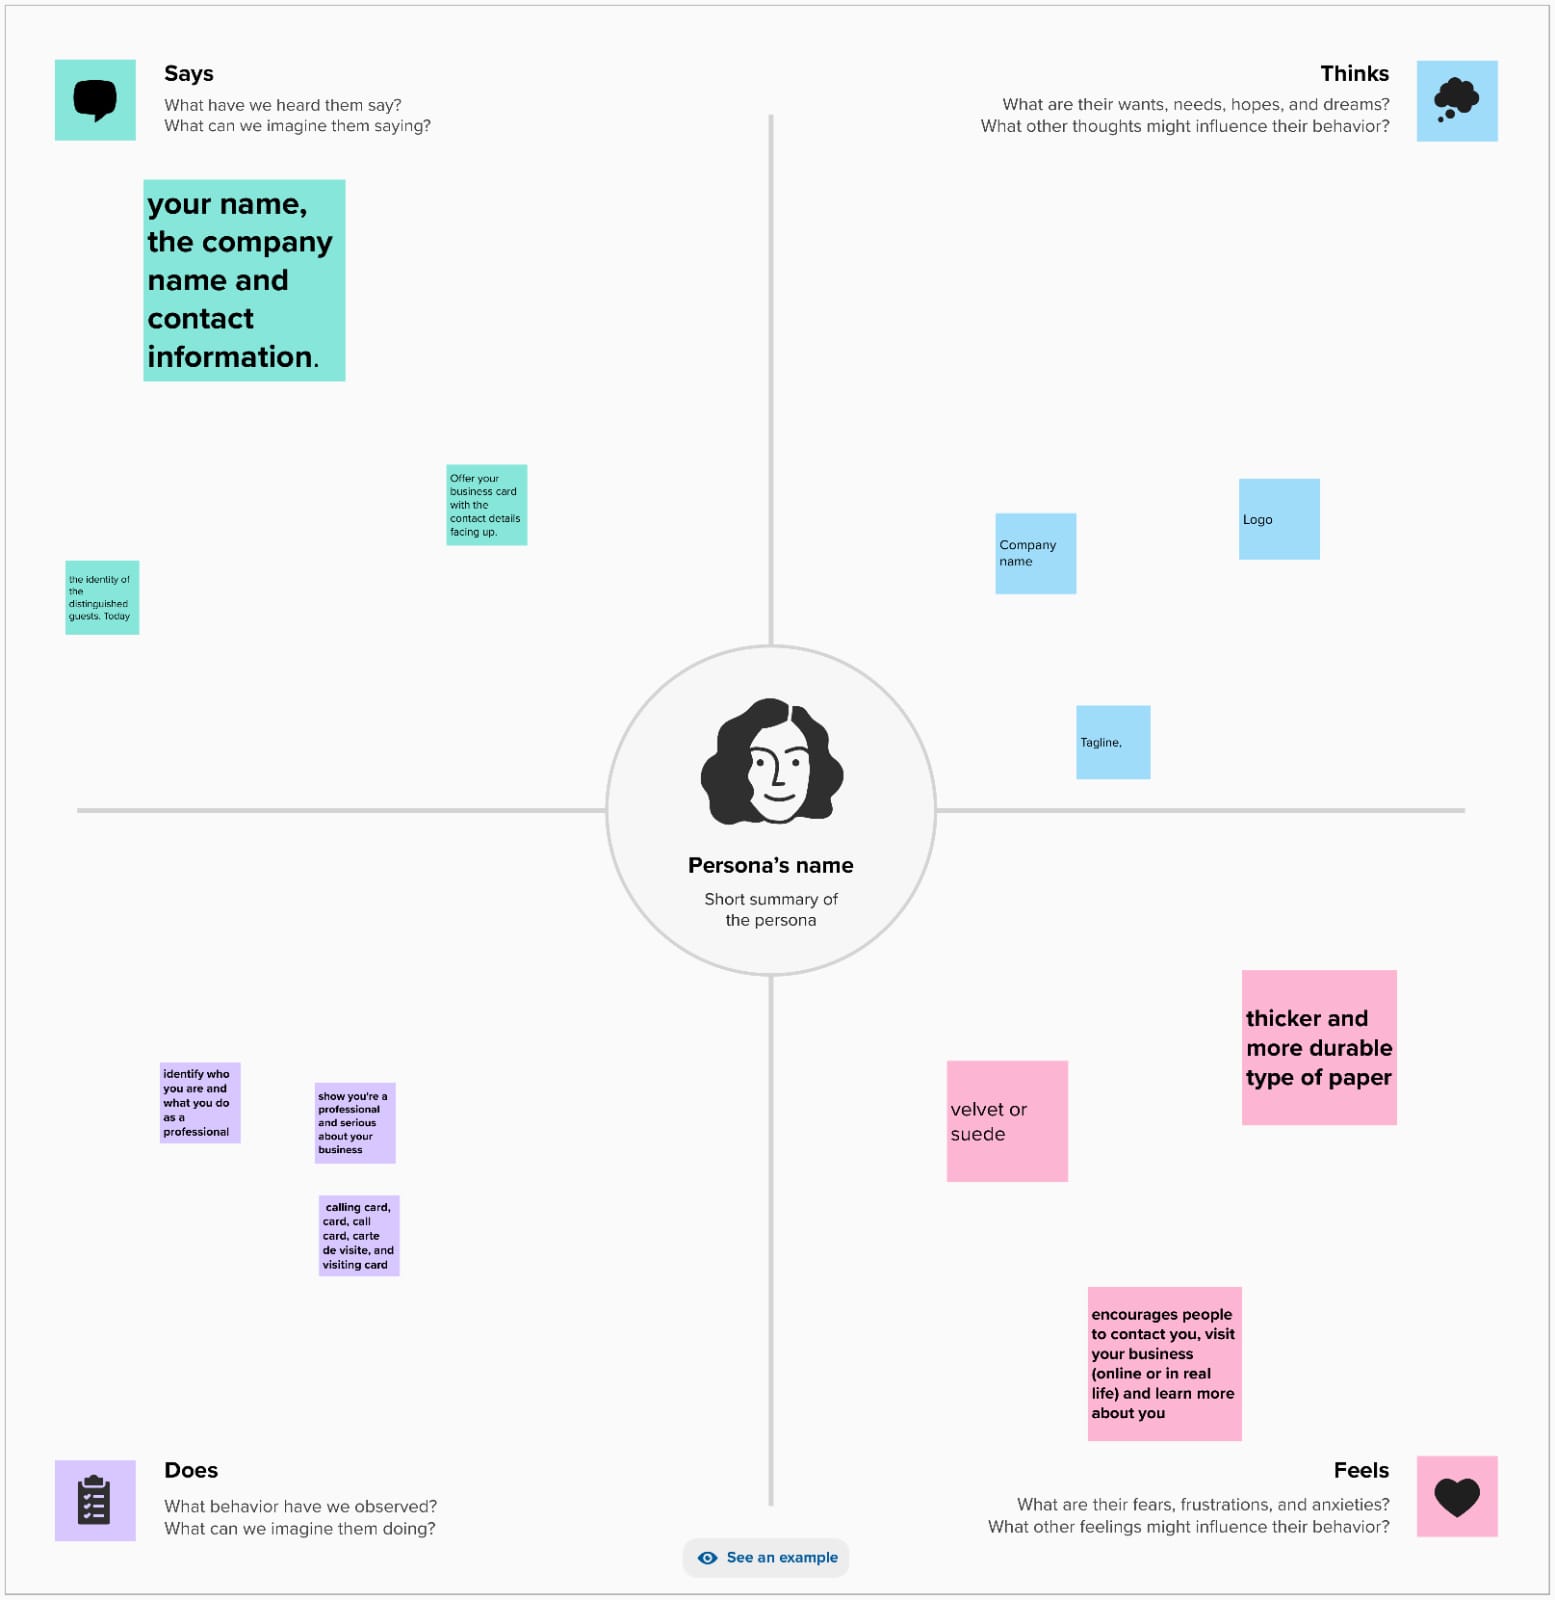 Says
What have we heard them say?
What can we imagine them saying?
Thinks
What are their wants, needs, hopes, and dreams?
What other thoughts might influence their behavior?
your name,
the company
name and
contact
information.
Offer your
business card
with the
contact details
facing up.
the identity of
the
distinguished
guests. Today
Company
name
Logo
Tagline,
Persona's name
Short summary of
the persona
identify who
you are and
what you do
as a
professional
show you're a
professional
and serious
about your
business
calling card,
card, call
card, carte
de visite, and
visiting card
velvet or
suede
thicker and
more durable
type of paper
encourages people
to contact you, visit
your business
(online or in real
life) and learn more
about you
Does
What behavior have we observed?
What can we imagine them doing?
Feels
What are their fears, frustrations, and anxieties?
What other feelings might influence their behavior?
See an example